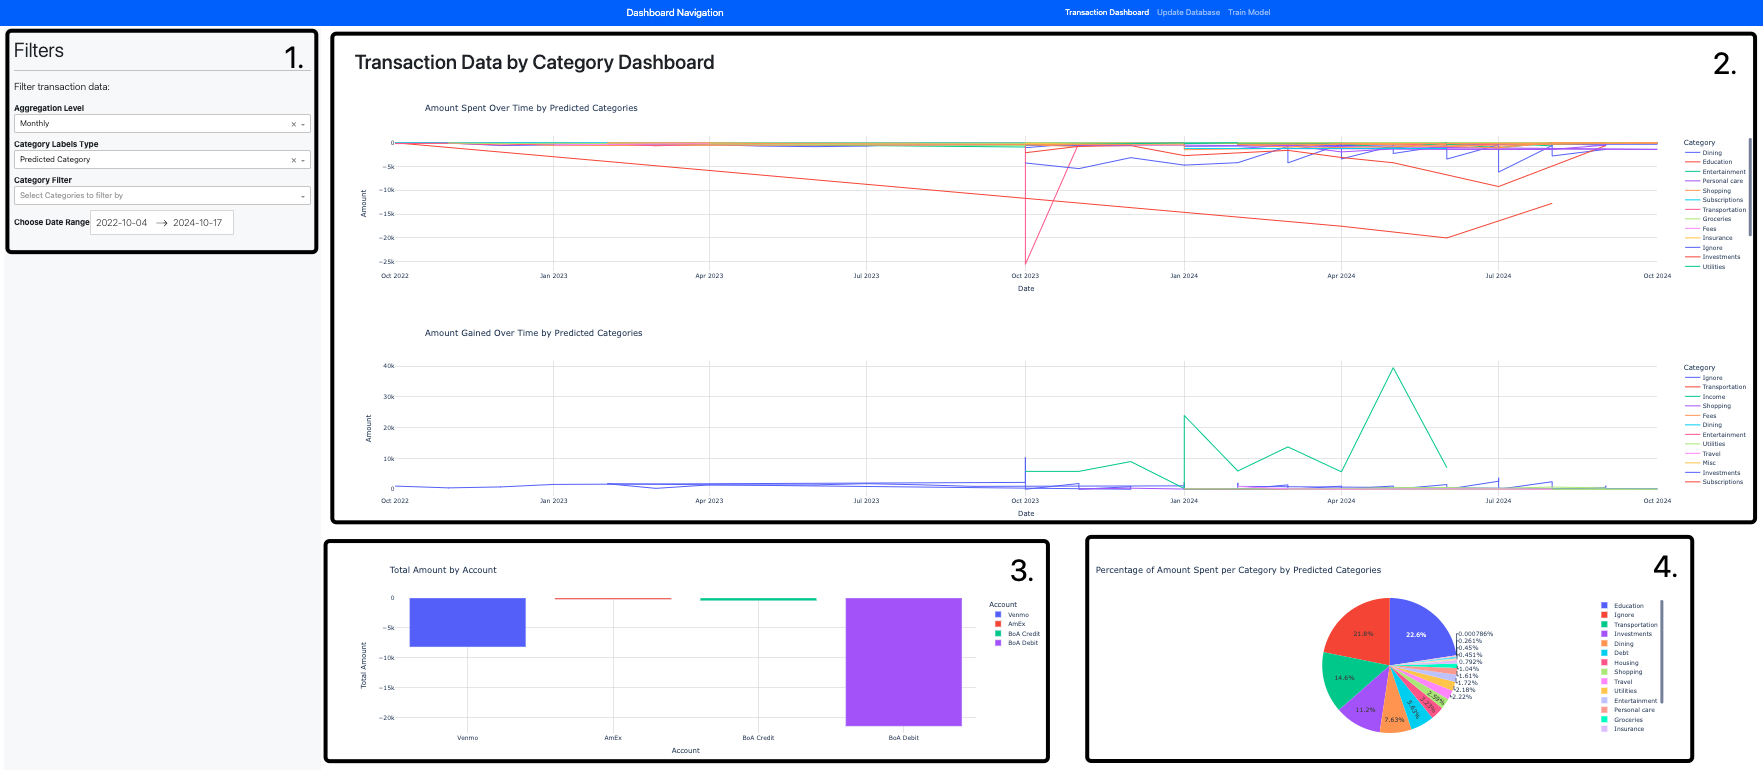 Dashboard Navigation
Transaction Dashboard Update Database Train Model
Filters
1.
Filter transaction data:
Aggregation Level
Monthly
Category Labels Type
Predicted Category
Category Filter
Select Categories to filter by
Choose Date Range 2022-10-04 → 2024-10-17
Transaction Data by Category Dashboard
2.
Amount Spent Over Time by Predicted Categories
Amount
0
−5k
−10k
−15k
−20k
−25k
Oct 2022 Jan 2023 Apr 2023 Jul 2023 Oct 2023 Jan 2024 Apr 2024 Jul 2024 Oct 2024
Date
Category
Dining
Education
Entertainment
Personal care
Shopping
Subscriptions
Transportation
Groceries
Fees
Insurance
Ignore
Investments
Utilities
Amount Gained Over Time by Predicted Categories
Amount
40k
30k
20k
10k
0
Oct 2022 Jan 2023 Apr 2023 Jul 2023 Oct 2023 Jan 2024 Apr 2024 Jul 2024 Oct 2024
Date
Category
Ignore
Transportation
Income
Shopping
Fees
Dining
Entertainment
Utilities
Travel
Misc
Investments
Subscriptions
3.
Total Amount by Account
Total Amount
0
−5k
−10k
−15k
−20k
Venmo AmEx BoA Credit BoA Debit
Account
Account
Venmo
AmEx
BoA Credit
BoA Debit
4.
Percentage of Amount Spent per Category by Predicted Categories
22.6%
21.8%
14.6%
11.2%
7.63%
5.63%
2.59%
0.000786%
0.261%
0.45%
0.451%
0.792%
1.04%
1.61%
1.72%
2.18%
2.22%
Education
Ignore
Transportation
Investments
Dining
Debt
Housing
Shopping
Travel
Utilities
Entertainment
Personal care
Groceries
Insurance